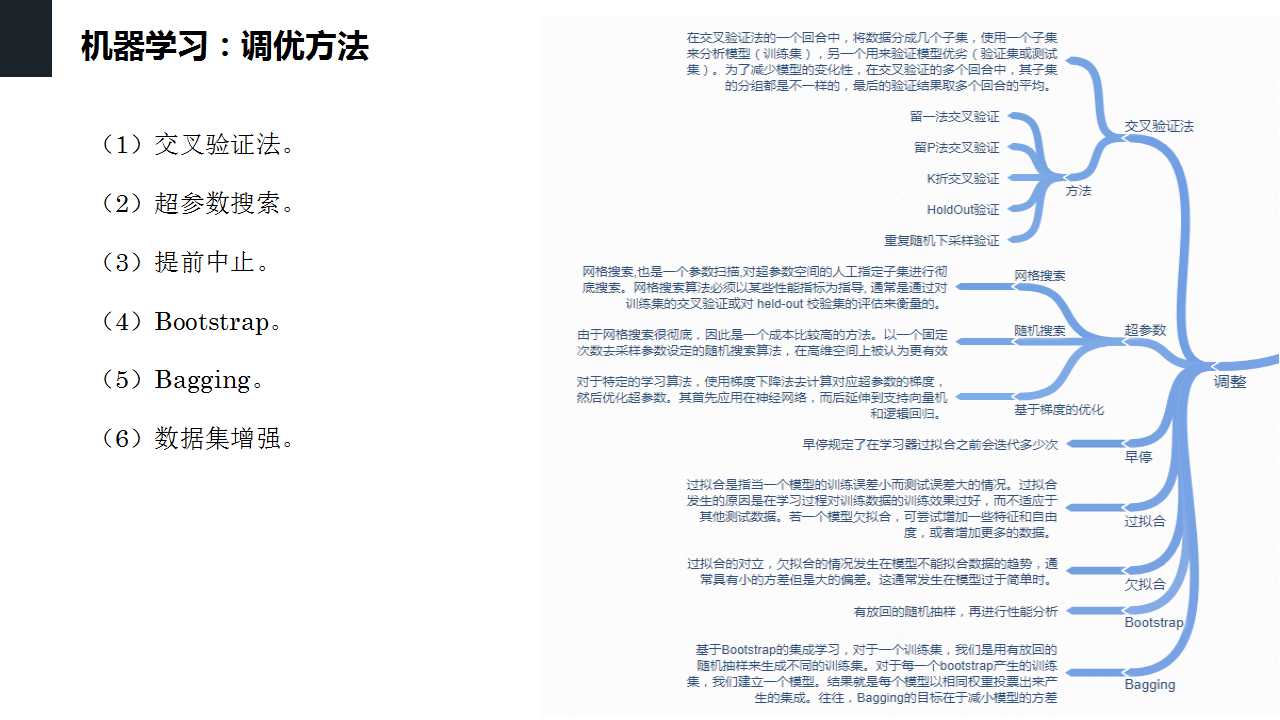 机器学习：调优方法
（1）交叉验证法。
（2）超参数搜索。
（3）提前中止。
（4）Bootstrap。
（5）Bagging。
（6）数据集增强。
在交叉验证法的一个回合中，将数据分成几个子集，使用一个子集
来分析模型（训练集），另一个用来验证模型优劣（验证集或测试
集）。为了减少模型的变化性，在交叉验证的多个回合中，其子集
的分组都是不一样的，最后的验证结果取多个回合的平均。
交叉验证法
留一法交叉验证
留P法交叉验证
K折交叉验证
方法
HoldOut验证
重复随机下采样验证
网格搜索,也是一个参数扫描,对超参数空间的人工指定子集进行彻
底搜索。网格搜索算法必须以某些性能指标为指导, 通常是通过对
训练集的交叉验证或对 held-out 校验集的评估来衡量的。
网格搜索
由于网格搜索很彻底，因此是一个成本比较高的方法。以一个固定
次数去采样参数设定的随机搜索算法，在高维空间上被认为更有效
随机搜索
超参数
对于特定的学习算法，使用梯度下降法去计算对应超参数的梯度，
然后优化超参数。其首先应用在神经网络，而后延伸到支持向量机
和逻辑回归。
基于梯度的优化
调整
早停规定了在学习器过拟合之前会迭代多少次
早停
过拟合是指当一个模型的训练误差小而测试误差大的情况。过拟合
发生的原因是在学习过程对训练数据的训练效果过好，而不适应于
其他测试数据。若一个模型欠拟合，可尝试增加一些特征和自由
度，或者增加更多的数据。
过拟合
过拟合的对立，欠拟合的情况发生在模型不能拟合数据的趋势，通
常具有小的方差但是大的偏差。这通常发生在模型过于简单时。
欠拟合
有放回的随机抽样，再进行性能分析
Bootstrap
基于Bootstrap的集成学习，对于一个训练集，我们是用有放回的
随机抽样来生成不同的训练集。对于每一个bootstrap产生的训练
集，我们建立一个模型。结果就是每个模型以相同权重投票出来产
生的集成。往往，Bagging的目标在于减小模型的方差
Bagging